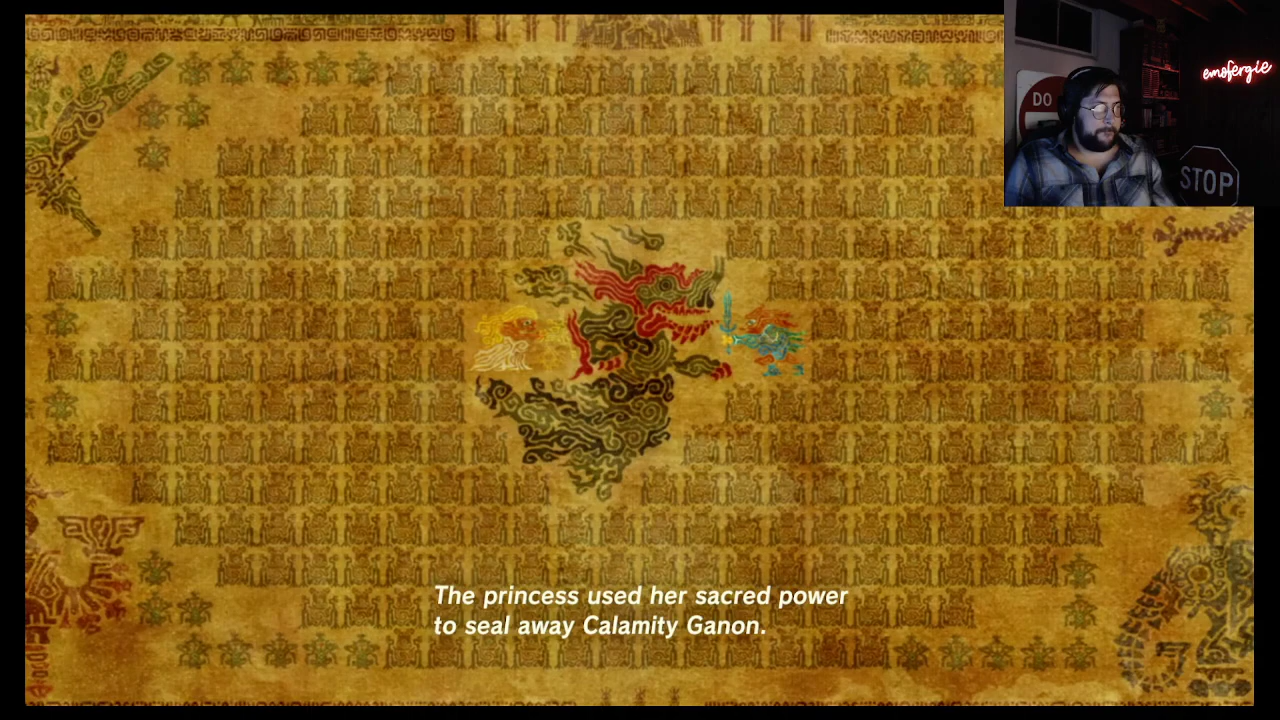 emofergie
DO
STOP
The princess used her sacred power
to seal away Calamity Ganon.